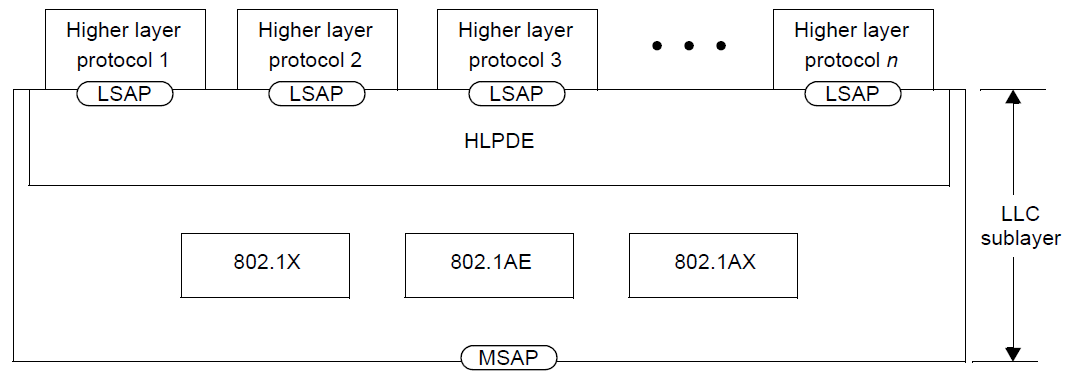 Higher layer
protocol 1
Higher layer
protocol 2
Higher layer
protocol 3
• • •
Higher layer
protocol n
LSAP
LSAP
LSAP
LSAP
HLPDE
LLC
sublayer
802.1X
802.1AE
802.1AX
MSAP